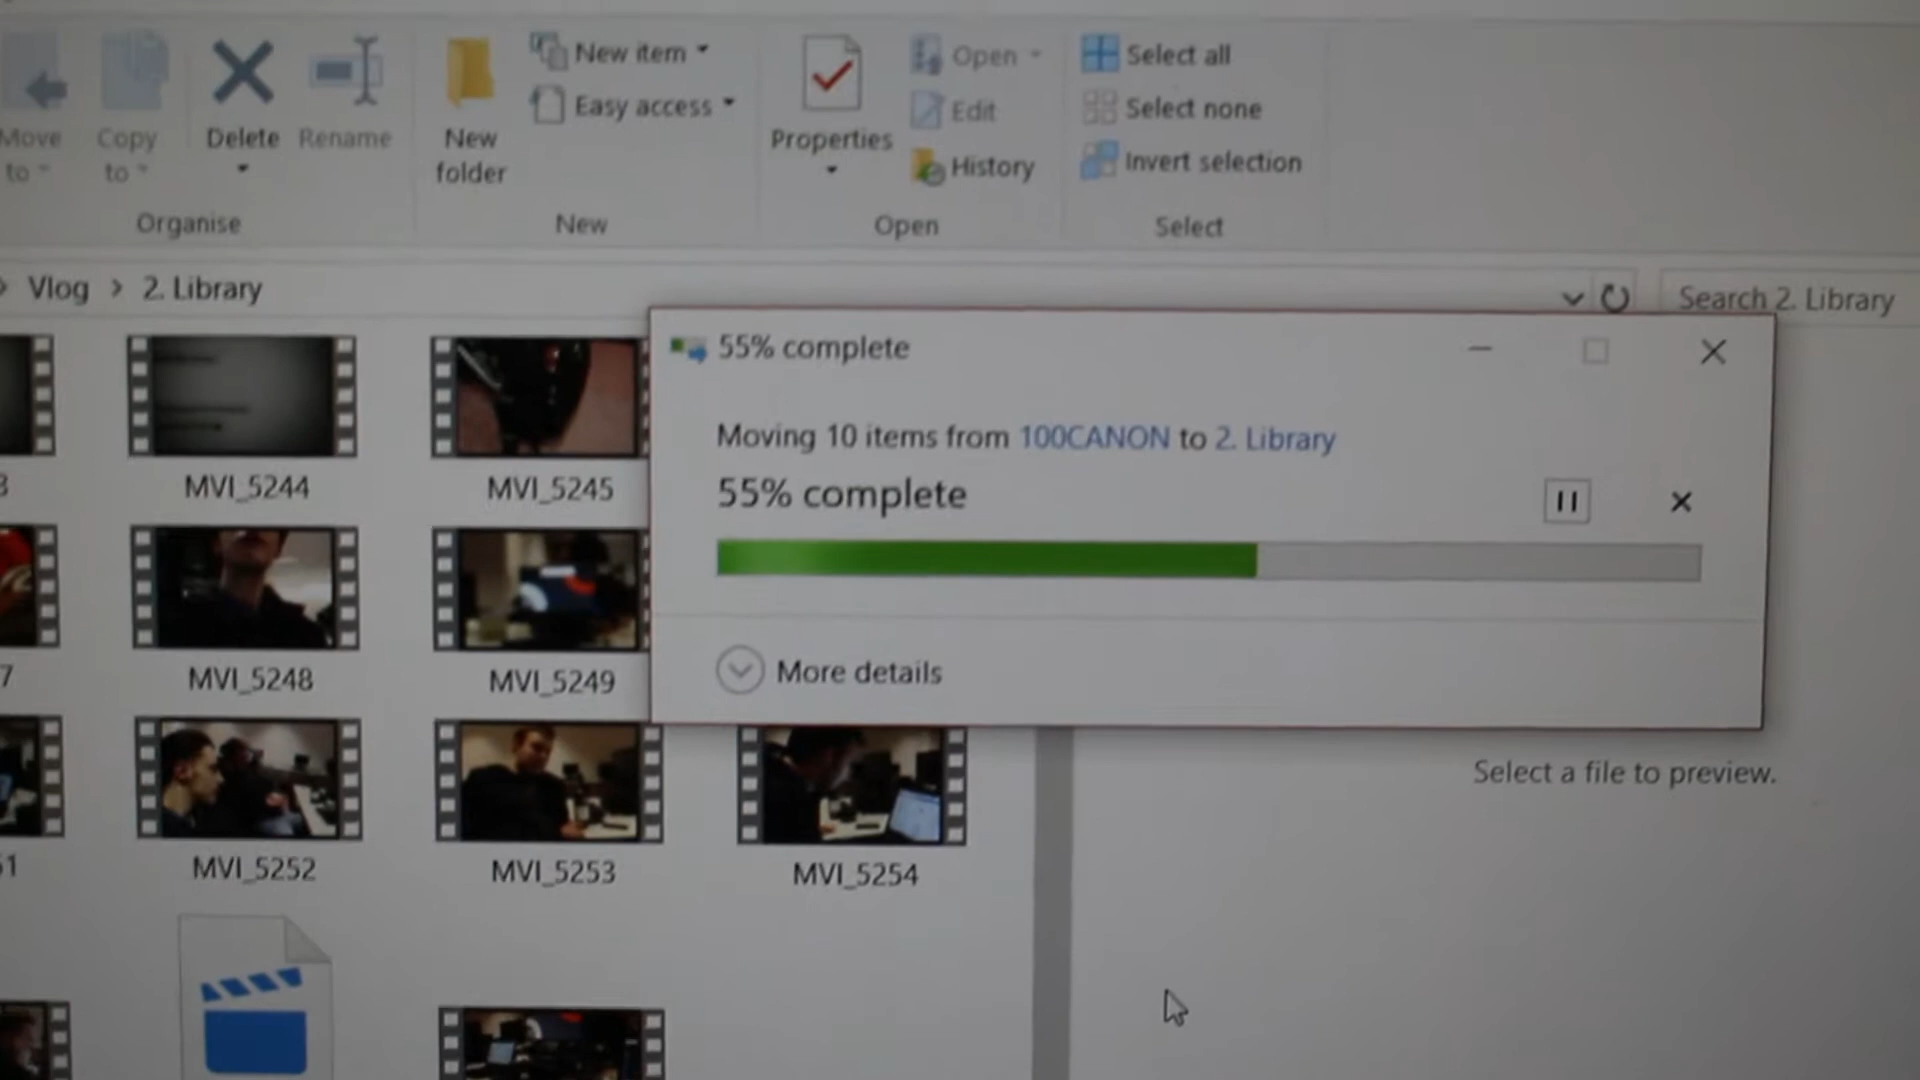 Move to
Copy to
Delete
Rename
New folder
New item
Easy access
Properties
Open
Edit
History
Select all
Select none
Invert selection
Organise
New
Open
Select
Vlog > 2. Library
Search 2. Library
55% complete
Moving 10 items from 100CANON to 2. Library
55% complete
More details
3
MVI_5244
MVI_5245
7
MVI_5248
MVI_5249
51
MVI_5252
MVI_5253
MVI_5254
Select a file to preview.